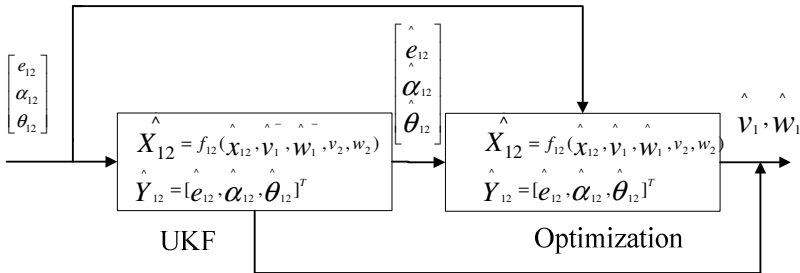 [e₁₂ α₁₂ θ₁₂]
X̂₁₂ = f₁₂(x̂₁₂, v̂₁⁻, ŵ₁⁻, v₂, w₂)
Ŷ₁₂ = [ê₁₂, α̂₁₂, θ̂₁₂]ᵀ
UKF
[ê₁₂ α̂₁₂ θ̂₁₂]
X̂₁₂ = f₁₂(x̂₁₂, v̂₁, ŵ₁, v₂, w₂)
Ŷ₁₂ = [ê₁₂, α̂₁₂, θ̂₁₂]ᵀ
Optimization
v̂₁, ŵ₁